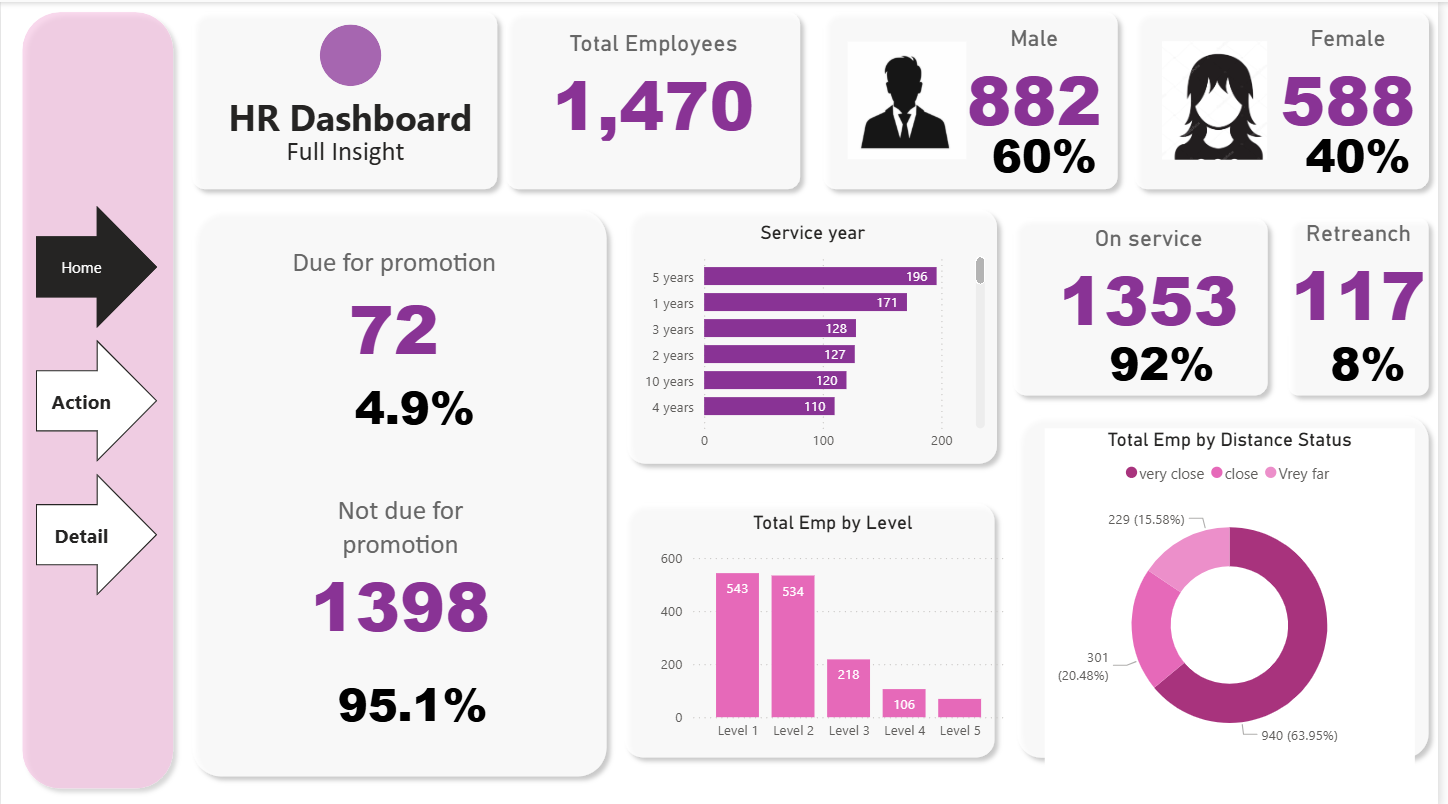 HR Dashboard
Full Insight
Total Employees
1,470
Male
882
60%
Female
588
40%
Home
Action
Detail
Due for promotion
72
4.9%
Not due for
promotion
1398
95.1%
Service year
5 years 196
1 years 171
3 years 128
2 years 127
10 years 120
4 years 110
0 100 200
On service
1353
92%
Retreanch
117
8%
Total Emp by Level
600
400
200
0
543 534 218 106
Level 1 Level 2 Level 3 Level 4 Level 5
Total Emp by Distance Status
very close close Vrey far
229 (15.58%)
301
(20.48%)
940 (63.95%)